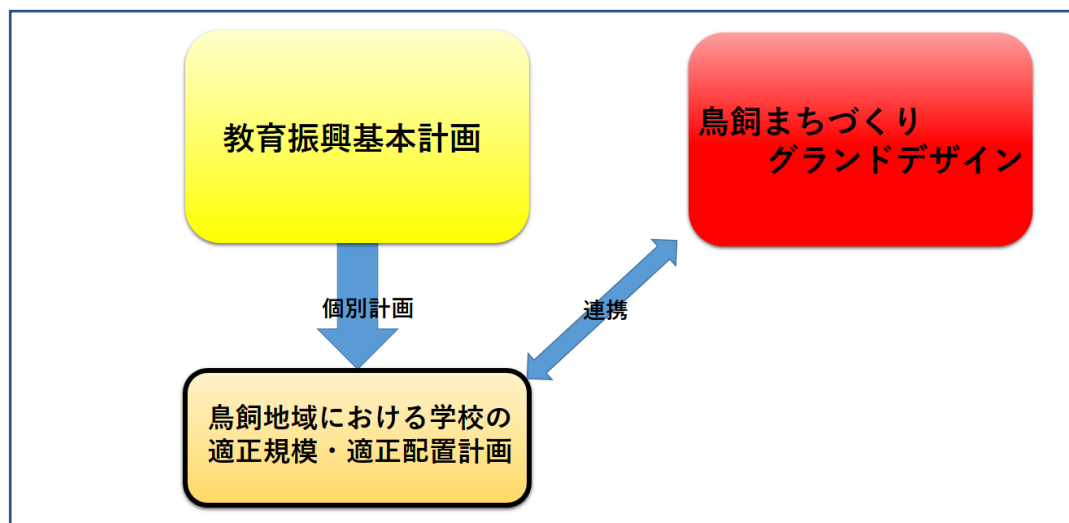 教育振興基本計画
鳥飼まちづくり
グランドデザイン
個別計画
連携
鳥飼地域における学校の
適正規模・適正配置計画